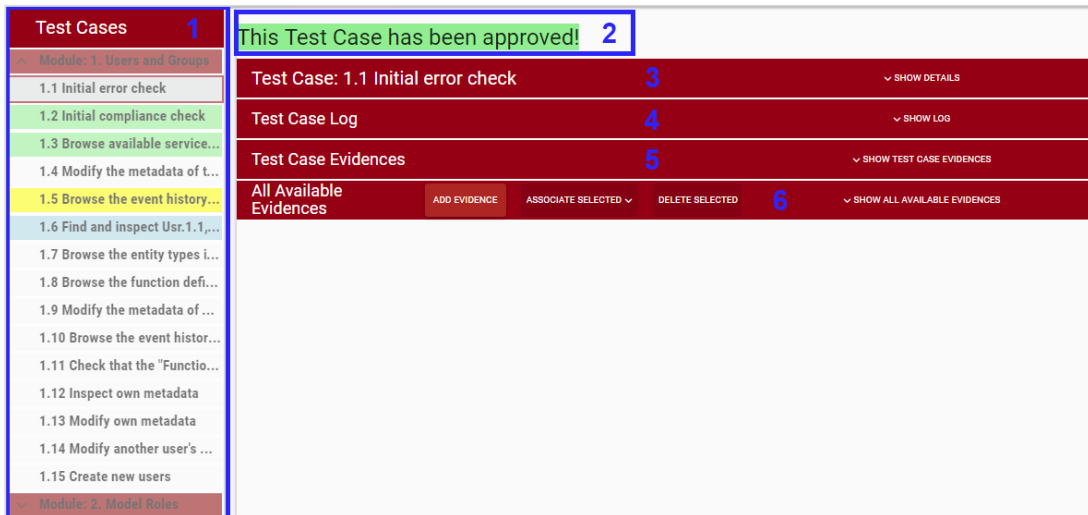 Test Cases 1
Module: 1. Users and Groups
1.1 Initial error check
1.2 Initial compliance check
1.3 Browse available service...
1.4 Modify the metadata of t...
1.5 Browse the event history...
1.6 Find and inspect Usr.1.1,...
1.7 Browse the entity types i...
1.8 Browse the function defi...
1.9 Modify the metadata of ...
1.10 Browse the event histor...
1.11 Check that the "Functio...
1.12 Inspect own metadata
1.13 Modify own metadata
1.14 Modify another user's ...
1.15 Create new users
Module: 2. Model Roles
This Test Case has been approved! 2
Test Case: 1.1 Initial error check 3 SHOW DETAILS
Test Case Log 4 SHOW LOG
Test Case Evidences 5 SHOW TEST CASE EVIDENCES
All Available
Evidences ADD EVIDENCE ASSOCIATE SELECTED DELETE SELECTED 6 SHOW ALL AVAILABLE EVIDENCES